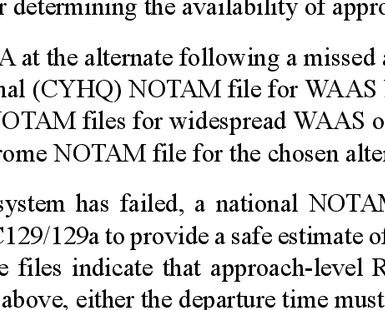 r determining the availability of appro
A at the alternate following a missed a
nal (CYHQ) NOTAM file for WAAS
NOTAM files for widespread WAAS o
rome NOTAM file for the chosen alter
system has failed, a national NOTAM
C129/129a to provide a safe estimate of
e files indicate that approach-level R
above, either the departure time must